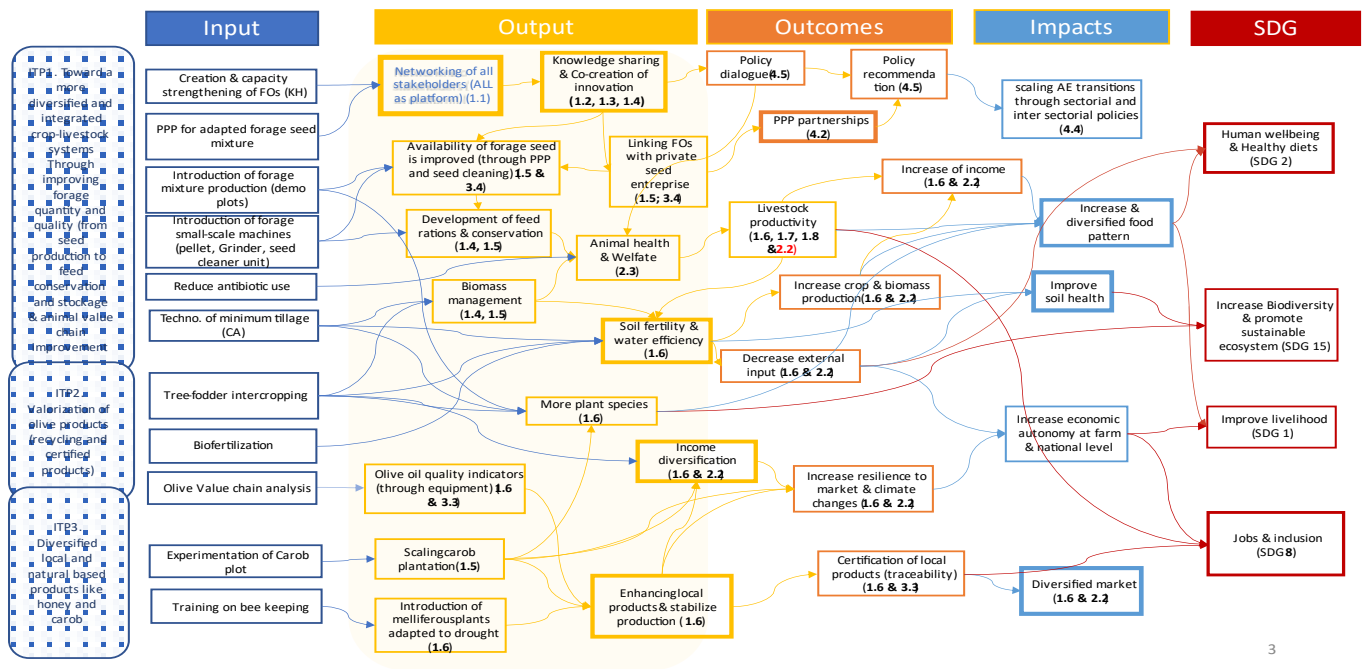 Input
Output
Outcomes
Impacts
SDG
ITP1. Toward a
more
diversified and
integrated
crop-livestock
systems
Through
improving
forage
quantity and
quality (from
seed
production to
feed
conservation
and stockage
& animal value
chain
improvement
ITP2.
Valorization of
olive products
(recycling and
certified
products)
ITP3.
Diversified
local and
natural based
products like
honey and
carob
Creation & capacity
strengthening of FOs (KH)
PPP for adapted forage seed
mixture
Introduction of forage
mixture production (demo
plots)
Introduction of forage
small-scale machines
(pellet, Grinder, seed
cleaner unit)
Reduce antibiotic use
Techno. of minimum tillage
(CA)
Tree-fodder intercropping
Biofertilization
Olive Value chain analysis
Experimentation of Carob
plot
Training on bee keeping
Networking of all
stakeholders (ALL
as platform) (1.1)
Knowledge sharing
& Co-creation of
innovation
(1.2, 1.3, 1.4)
Availability of forage seed
is improved (through PPP
and seed cleaning) 1.5 &
3.4)
Linking FOs
with private
seed
entreprise
(1.5; 3.4)
Development of feed
rations & conservation
(1.4, 1.5)
Animal health
& Welfate
(2.3)
Biomass
management
(1.4, 1.5)
Soil fertility &
water efficiency
(1.6)
More plant species
(1.6)
Income
diversification
(1.6 & 2.2)
Olive oil quality indicators
(through equipment) (1.6
& 3.3)
Scaling carob
plantation(1.5)
Introduction of
melliferousplants
adapted to drought
(1.6)
Enhancing local
products & stabilize
production ( 1.6)
Policy
dialogue(4.5)
Policy
recommenda
tion (4.5)
PPP partnerships
(4.2)
Increase of income
(1.6 & 2.2)
Livestock
productivity
(1.6, 1.7, 1.8
&2.2)
Increase crop & biomass
production(1.6 & 2.2)
Decrease external
input (1.6 & 2.2)
Increase resilience to
market & climate
changes (1.6 & 2.2)
Certification of local
products (traceability)
(1.6 & 3.3)
scaling AE transitions
through sectorial and
inter sectorial policies
(4.4)
Increase &
diversified food
pattern
Improve
soil health
Increase economic
autonomy at farm
& national level
Diversified market
(1.6 & 2.2)
Human wellbeing
& Healthy diets
(SDG 2)
Increase Biodiversity
& promote
sustainable
ecosystem (SDG 15)
Improve livelihood
(SDG 1)
Jobs & inclusion
(SDG8)
3